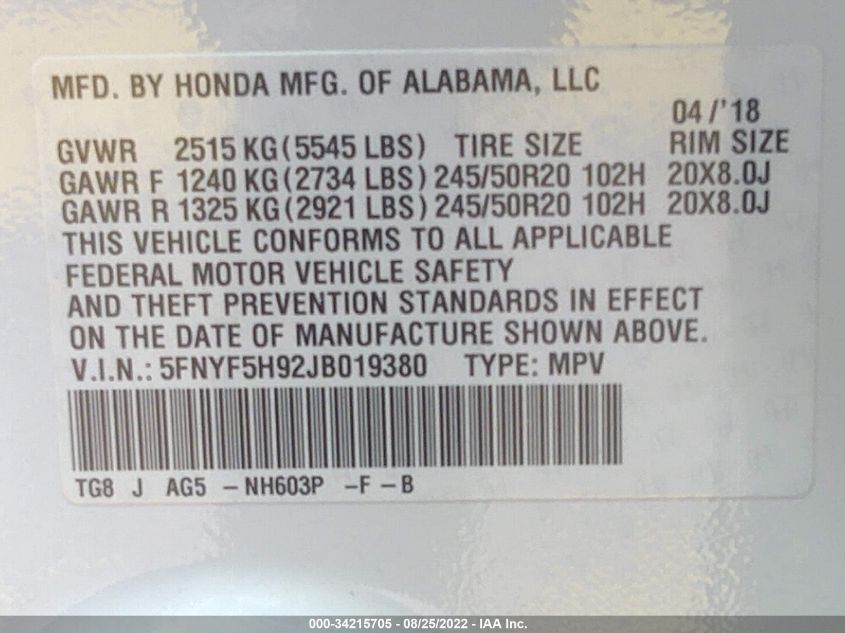 MFD. BY HONDA MFG. OF ALABAMA, LLC
04 /'18
GVWR 2515 KG (5545 LBS) TIRE SIZE RIM SIZE
GAWR F 1240 KG (2734 LBS) 245/50R20 102H 20X8.0J
GAWR R 1325 KG (2921 LBS) 245/50R20 102H 20X8.0J
THIS VEHICLE CONFORMS TO ALL APPLICABLE
FEDERAL MOTOR VEHICLE SAFETY
AND THEFT PREVENTION STANDARDS IN EFFECT
ON THE DATE OF MANUFACTURE SHOWN ABOVE.
V.I.N.: 5FNYF5H92JB019380 TYPE: MPV
TG8 J AG5 -NH603P -F -B
000-34215705 - 08/25/2022 - IAA Inc.